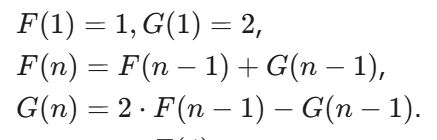 F(1) = 1, G(1) = 2,
F(n) = F(n − 1) + G(n − 1),
G(n) = 2 · F(n − 1) − G(n − 1).